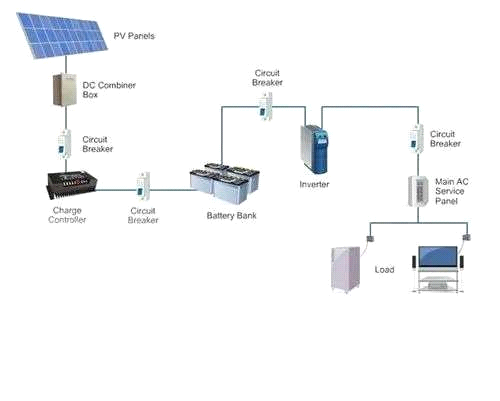 PV Panels
DC Combiner
Box
Circuit
Breaker
Charge
Controller
Circuit
Breaker
Battery Bank
Circuit
Breaker
Inverter
Circuit
Breaker
Main AC
Service
Panel
Load